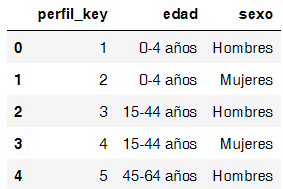 perfil_key edad sexo
0 1 0-4 años Hombres
1 2 0-4 años Mujeres
2 3 15-44 años Hombres
3 4 15-44 años Mujeres
4 5 45-64 años Hombres